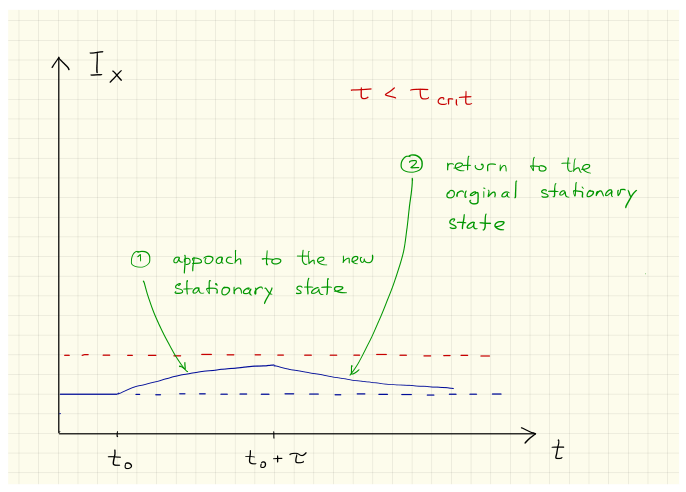 I x
τ < τ crit
② return to the
original stationary
state
① appoach to the new
stationary state
t₀
t₀ + τ
t